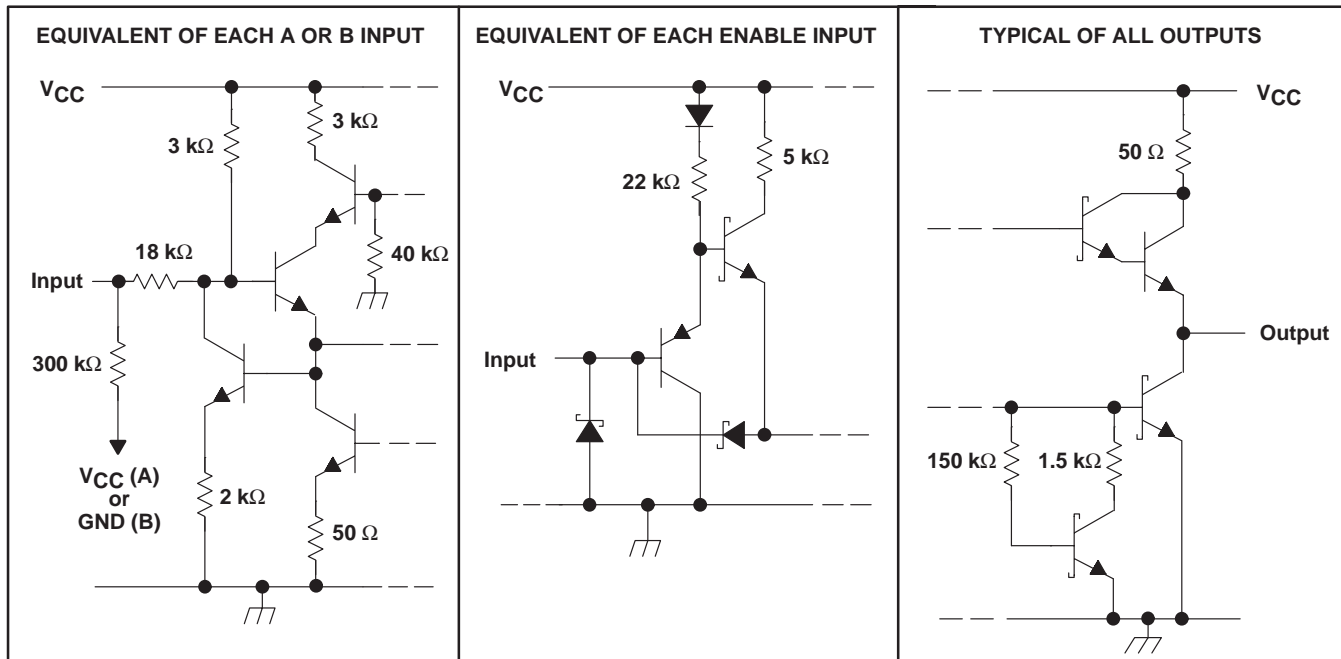 EQUIVALENT OF EACH A OR B INPUT
VCC
3 kΩ
3 kΩ
18 kΩ
40 kΩ
Input
300 kΩ
VCC (A)
or
GND (B)
2 kΩ
50 Ω
EQUIVALENT OF EACH ENABLE INPUT
VCC
22 kΩ
5 kΩ
Input
TYPICAL OF ALL OUTPUTS
VCC
50 Ω
Output
150 kΩ
1.5 kΩ